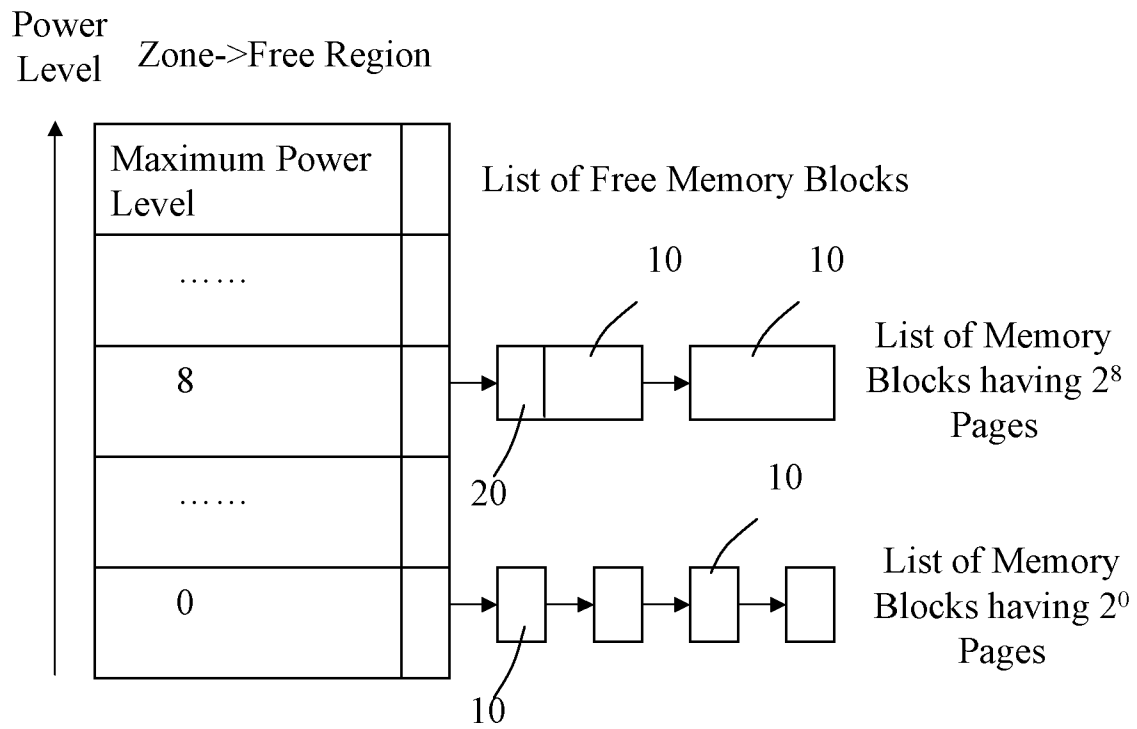 Power
Level
Zone->Free Region
Maximum Power
Level
List of Free Memory Blocks
……
10
10
8
List of Memory
Blocks having 2⁸
Pages
20
……
10
0
List of Memory
Blocks having 2⁰
Pages
10